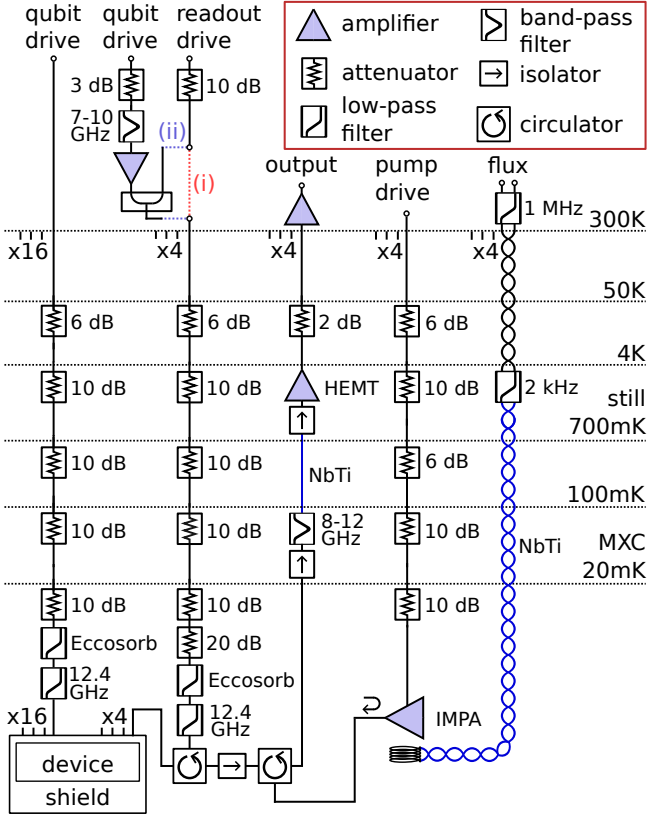 qubit drive
qubit drive
readout drive
amplifier
attenuator
low-pass filter
band-pass filter
isolator
circulator
3 dB
10 dB
7-10 GHz
(ii)
(i)
output
pump drive
flux
1 MHz
300K
x16
x4
x4
x4
x4
50K
6 dB
6 dB
2 dB
6 dB
4K
10 dB
10 dB
HEMT
10 dB
2 kHz
still
700mK
10 dB
10 dB
NbTi
6 dB
100mK
10 dB
10 dB
8-12 GHz
10 dB
NbTi
MXC
20mK
10 dB
10 dB
10 dB
20 dB
Eccosorb
Eccosorb
12.4 GHz
12.4 GHz
x16
x4
IMPA
device
shield